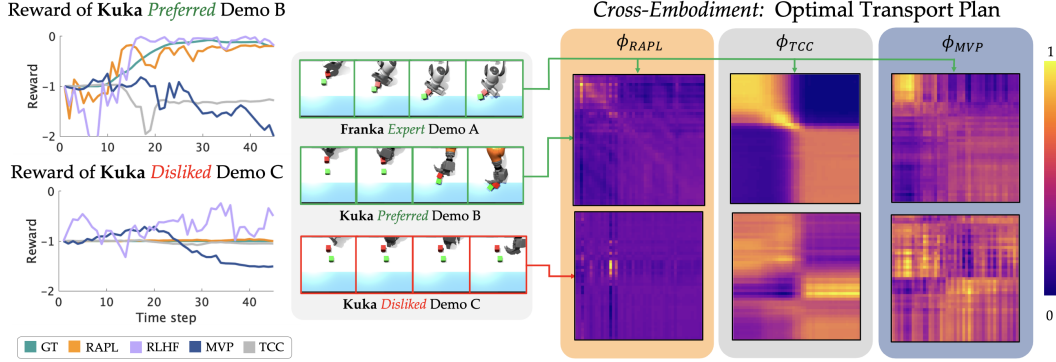 Reward of Kuka Preferred Demo B
Reward
0
-1
-2
0
10
20
30
40
Reward of Kuka Disliked Demo C
Reward
0
-1
-2
0
10
20
30
40
Time step
GT RAPL RLHF MVP TCC
Franka Expert Demo A
Kuka Preferred Demo B
Kuka Disliked Demo C
Cross-Embodiment: Optimal Transport Plan
ϕRAPL
ϕTCC
ϕMVP
1
0